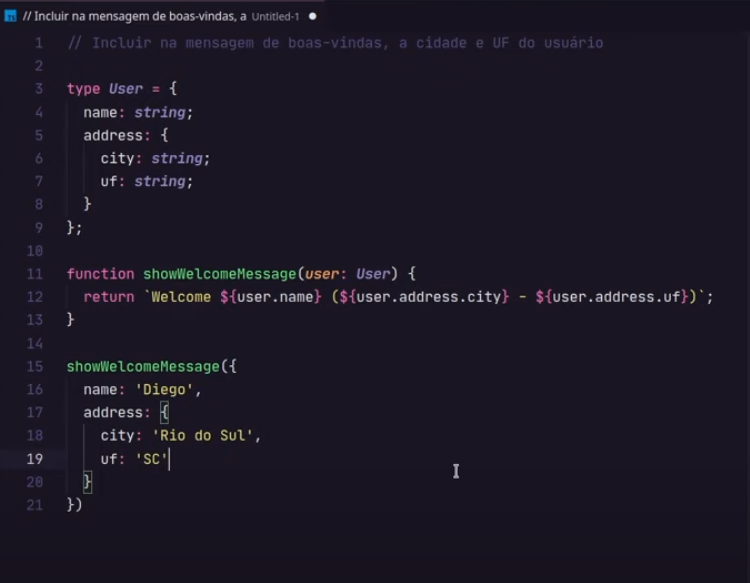 TS // Incluir na mensagem de boas-vindas, a Untitled-1
1 // Incluir na mensagem de boas-vindas, a cidade e UF do usuário
2
3 type User = {
4 name: string;
5 address: {
6 city: string;
7 uf: string;
8 }
9 };
10
11 function showWelcomeMessage(user: User) {
12 return `Welcome ${user.name} (${user.address.city} - ${user.address.uf})`;
13 }
14
15 showWelcomeMessage({
16 name: 'Diego',
17 address: {
18 city: 'Rio do Sul',
19 uf: 'SC'
20 }
21 })